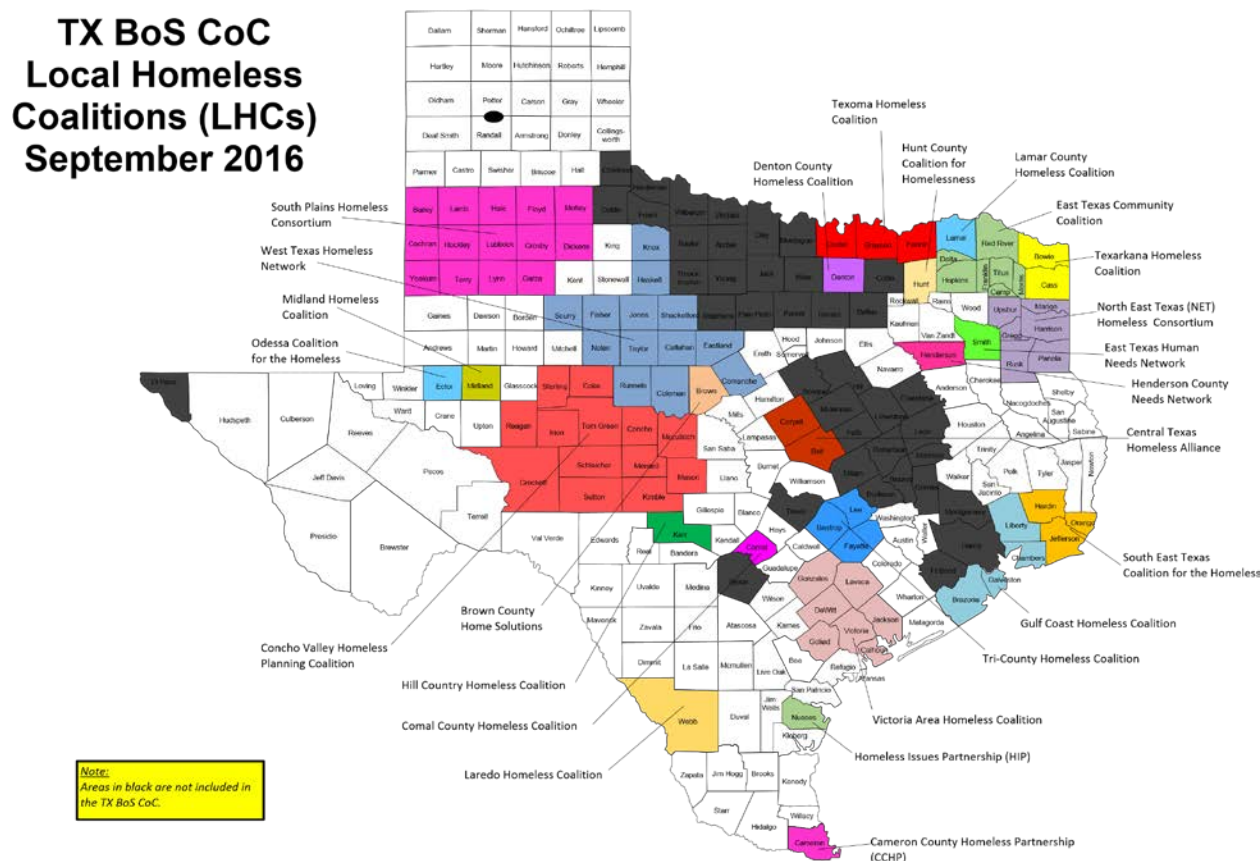 TX BoS CoC
Local Homeless
Coalitions (LHCs)
September 2016
Texoma Homeless
Coalition
Hunt County
Coalition for
Homelessness
Lamar County
Homeless Coalition
Denton County
Homeless Coalition
East Texas Community
Coalition
Texarkana Homeless
Coalition
South Plains Homeless
Consortium
West Texas Homeless
Network
Midland Homeless
Coalition
Odessa Coalition
for the Homeless
North East Texas (NET)
Homeless Consortium
East Texas Human
Needs Network
Henderson County
Needs Network
Central Texas
Homeless Alliance
South East Texas
Coalition for the Homeless
Gulf Coast Homeless Coalition
Tri-County Homeless Coalition
Victoria Area Homeless Coalition
Homeless Issues Partnership (HIP)
Cameron County Homeless Partnership
(CCHP)
Brown County
Home Solutions
Concho Valley Homeless
Planning Coalition
Hill Country Homeless Coalition
Comal County Homeless Coalition
Laredo Homeless Coalition
Note:
Areas in black are not included in
the TX BoS CoC.
Dallam Sherman Hansford Ochiltree Lipscomb
Hartley Moore Hutchinson Roberts Hemphill
Oldham Potter Carson Gray Wheeler
Deaf Smith Randall Armstrong Donley Collings-
worth
Parmer Castro Swisher Briscoe Hall
Bailey Lamb Hale Floyd Motley
Cochran Hockley Lubbock Crosby Dickens King Knox
Yoakum Terry Lynn Garza Kent Stonewall Haskell
Gaines Dawson Borden Scurry Fisher Jones Shackelford
Andrews Martin Howard Mitchell Nolan Taylor Callahan Eastland
Loving Winkler Ector Midland Glasscock Sterling Coke Runnels Coleman Brown Comanche
Denton Lamar Red River Bowie
Delta Hopkins Franklin Titus Camp Cass
Hunt Rockwall Rains Wood Upshur Marion
Kaufman Van Zandt Smith Harrison
Hood Johnson Ellis Henderson Rusk Panola
Erath Navarro Anderson Cherokee Shelby
Hamilton Mills Coryell Bell Nacogdoches San
Augustine Sabine
El Paso Hudspeth Culberson Reeves Ward Crane Upton Reagan Irion Tom Green Concho McCulloch
San Saba Lampasas Burnet Williamson Houston Angelina Trinity
Jeff Davis Pecos Crockett Schleicher Menard Mason Llano
Walker San
Jacinto Polk Tyler Jasper Newton
Presidio Brewster Terrell Sutton Kimble Gillespie Blanco
Val Verde Edwards Kerr Real Bandera Kendall Comal Hays
Travis Bastrop Lee Fayette Washington Austin Waller
Liberty Hardin Orange Jefferson Chambers Galveston Brazoria
Caldwell Guadalupe Gonzales Lavaca Colorado Wharton Matagorda
Kinney Uvalde Medina Bexar Wilson DeWitt Jackson
Maverick Zavala Frio Atascosa Karnes Goliad Victoria Calhoun
Dimmit La Salle Mcmullen Live Oak Bee Refugio Aransas
San Patricio
Webb Duval Jim
Wells Nueces
Kleberg
Zapata Jim Hogg Brooks Kenedy
Starr Hidalgo Willacy
Cameron